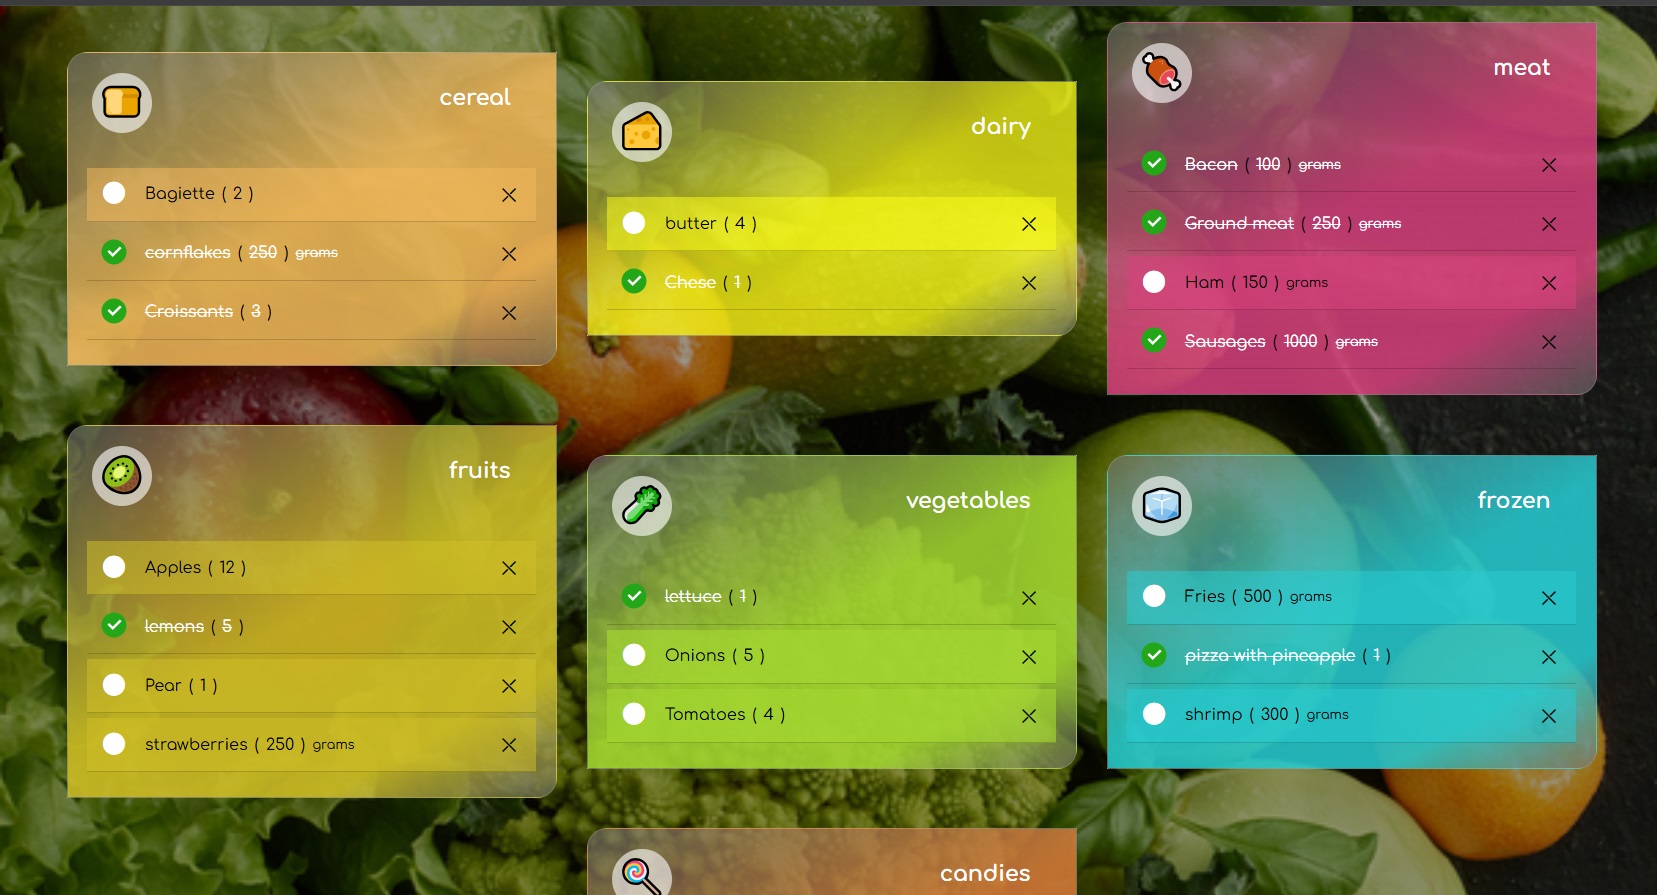 cereal
Bagiette ( 2 )
cornflakes ( 250 ) grams
Croissants ( 3 )
dairy
butter ( 4 )
Chese ( 1 )
meat
Bacon ( 100 ) grams
Ground meat ( 250 ) grams
Ham ( 150 ) grams
Sausages ( 1000 ) grams
fruits
Apples ( 12 )
lemons ( 5 )
Pear ( 1 )
strawberries ( 250 ) grams
vegetables
lettuce ( 1 )
Onions ( 5 )
Tomatoes ( 4 )
frozen
Fries ( 500 ) grams
pizza with pineapple ( 1 )
shrimp ( 300 ) grams
candies